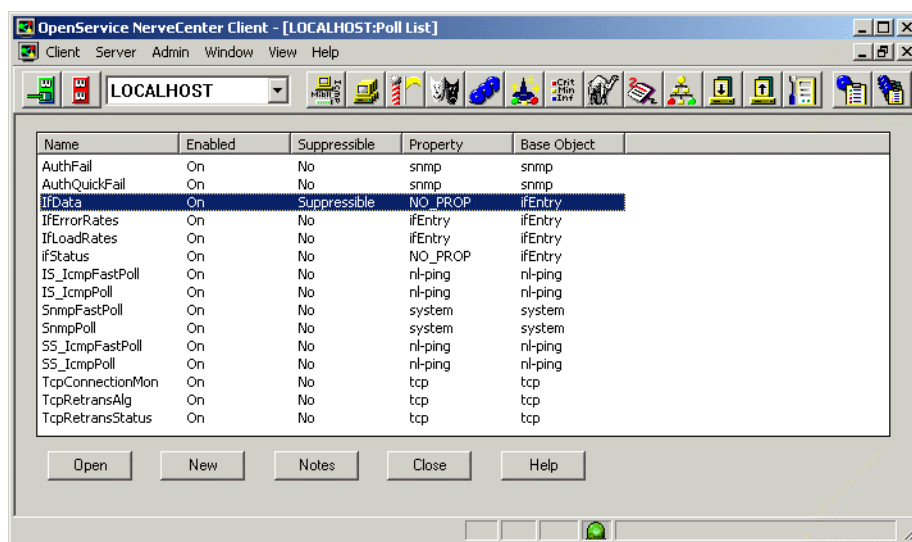 OpenService NerveCenter Client - [LOCALHOST:Poll List]
Client Server Admin Window View Help
LOCALHOST
Crit
Min
Inf
Name Enabled Suppressible Property Base Object
AuthFail On No snmp snmp
AuthQuickFail On No snmp snmp
IfData On Suppressible NO_PROP ifEntry
IfErrorRates On No ifEntry ifEntry
IfLoadRates On No ifEntry ifEntry
ifStatus On No NO_PROP ifEntry
IS_IcmpFastPoll On No nl-ping nl-ping
IS_IcmpPoll On No nl-ping nl-ping
SnmpFastPoll On No system system
SnmpPoll On No system system
SS_IcmpFastPoll On No nl-ping nl-ping
SS_IcmpPoll On No nl-ping nl-ping
TcpConnectionMon On No tcp tcp
TcpRetransAlg On No tcp tcp
TcpRetransStatus On No tcp tcp
Open New Notes Close Help